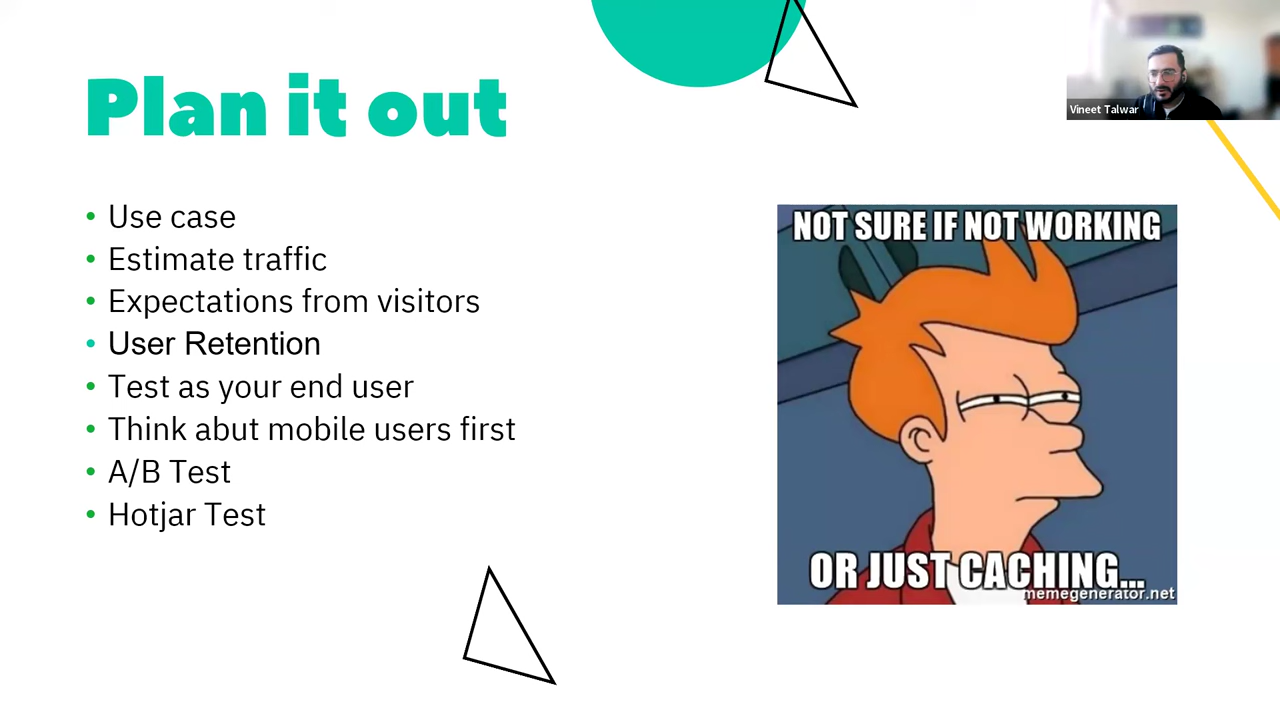 Plan it out
Vineet Talwar
• Use case
• Estimate traffic
• Expectations from visitors
• User Retention
• Test as your end user
• Think abut mobile users first
• A/B Test
• Hotjar Test
NOT SURE IF NOT WORKING
OR JUST CACHING...
memegenerator.net